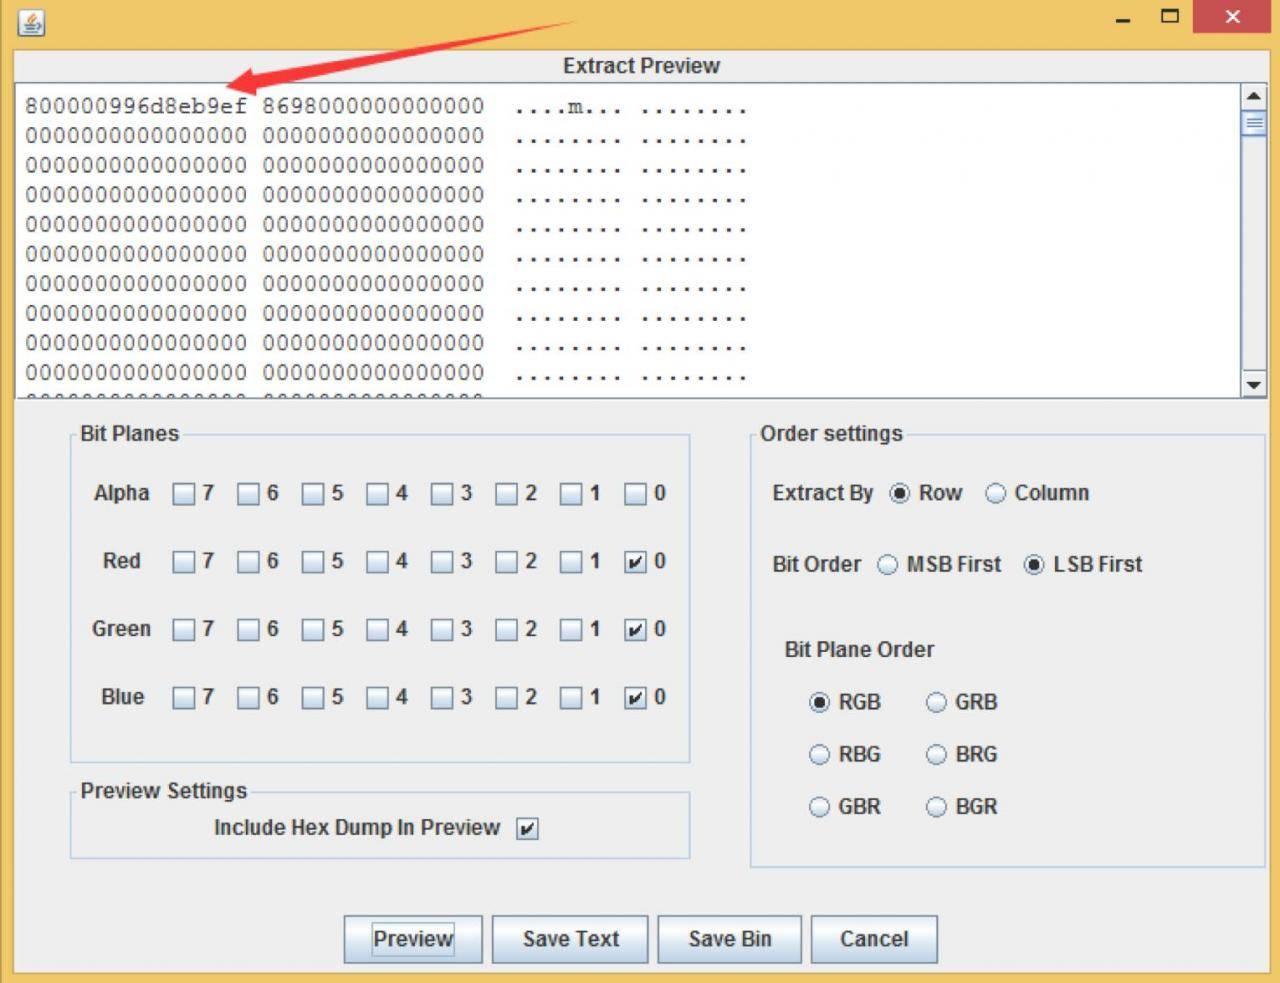 Extract Preview
800000996d8eb9ef 8698000000000000 ....m... ........
0000000000000000 0000000000000000 ........ ........
0000000000000000 0000000000000000 ........ ........
0000000000000000 0000000000000000 ........ ........
0000000000000000 0000000000000000 ........ ........
0000000000000000 0000000000000000 ........ ........
0000000000000000 0000000000000000 ........ ........
0000000000000000 0000000000000000 ........ ........
0000000000000000 0000000000000000 ........ ........
0000000000000000 0000000000000000 ........ ........
Bit Planes
Alpha 7 6 5 4 3 2 1 0
Red 7 6 5 4 3 2 1 0
Green 7 6 5 4 3 2 1 0
Blue 7 6 5 4 3 2 1 0
Preview Settings
Include Hex Dump In Preview
Order settings
Extract By Row Column
Bit Order MSB First LSB First
Bit Plane Order
RGB GRB
RBG BRG
GBR BGR
Preview Save Text Save Bin Cancel